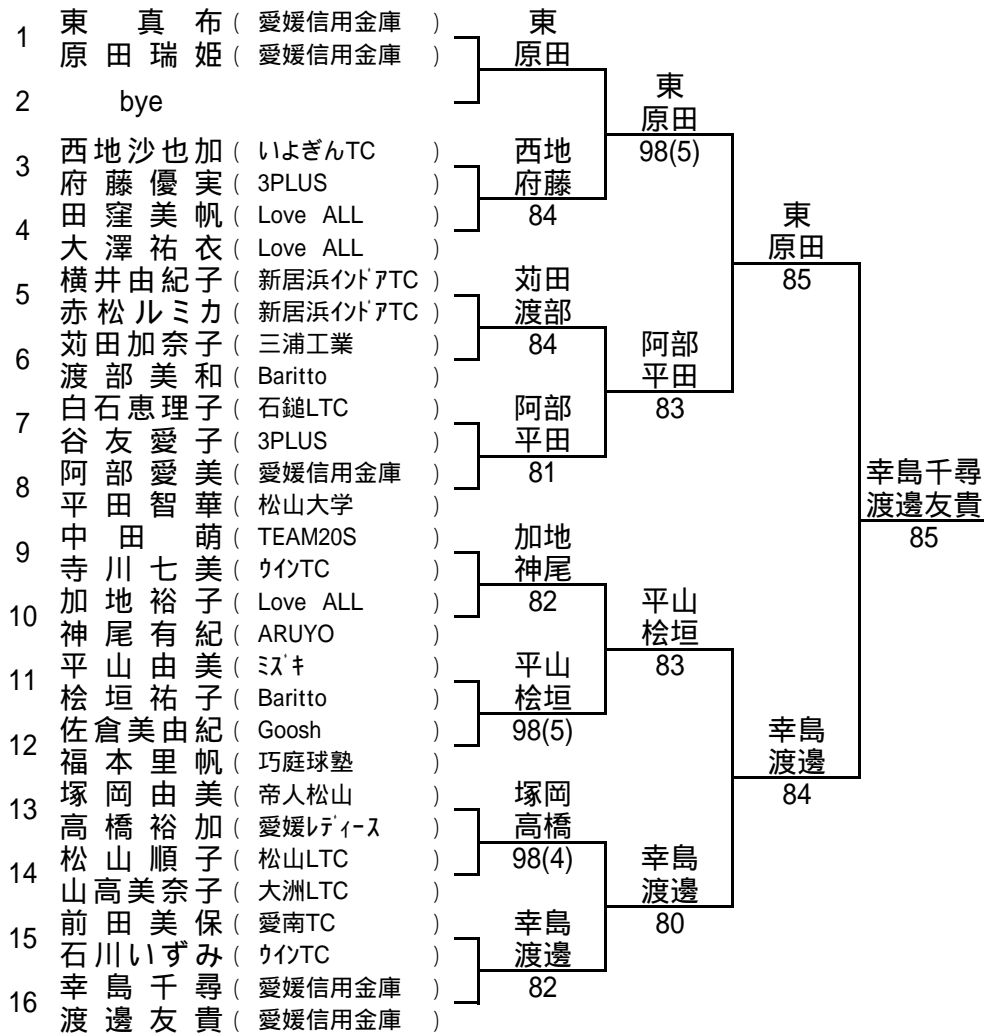 1 東 真 布 ( 愛媛信用金庫 )
原 田 瑞 姫 ( 愛媛信用金庫 )
2 bye
3 西地沙也加 ( いよぎんTC )
府 藤 優 実 ( 3PLUS )
4 田 窪 美 帆 ( Love ALL )
大 澤 祐 衣 ( Love ALL )
5 横井由紀子 ( 新居浜インドアTC )
赤松ルミカ ( 新居浜インドアTC )
6 苅田加奈子 ( 三浦工業 )
渡 部 美 和 ( Baritto )
7 白石恵理子 ( 石鎚LTC )
谷 友 愛 子 ( 3PLUS )
8 阿 部 愛 美 ( 愛媛信用金庫 )
平 田 智 華 ( 松山大学 )
9 中 田 萌 ( TEAM20S )
寺 川 七 美 ( ウインTC )
10 加 地 裕 子 ( Love ALL )
神 尾 有 紀 ( ARUYO )
11 平 山 由 美 ( ミズキ )
桧 垣 祐 子 ( Baritto )
12 佐倉美由紀 ( Goosh )
福 本 里 帆 ( 巧庭球塾 )
13 塚 岡 由 美 ( 帝人松山 )
高 橋 裕 加 ( 愛媛レディース )
14 松 山 順 子 ( 松山LTC )
山高美奈子 ( 大洲LTC )
15 前 田 美 保 ( 愛南TC )
石川いずみ ( ウインTC )
16 幸 島 千 尋 ( 愛媛信用金庫 )
渡 邊 友 貴 ( 愛媛信用金庫 )
東
原田
西地
府藤
84
苅田
渡部
84
阿部
平田
81
加地
神尾
82
平山
桧垣
98(5)
塚岡
高橋
98(4)
幸島
渡邊
82
東
原田
98(5)
阿部
平田
83
平山
桧垣
83
幸島
渡邊
80
東
原田
85
幸島
渡邊
84
幸島千尋
渡邊友貴
85